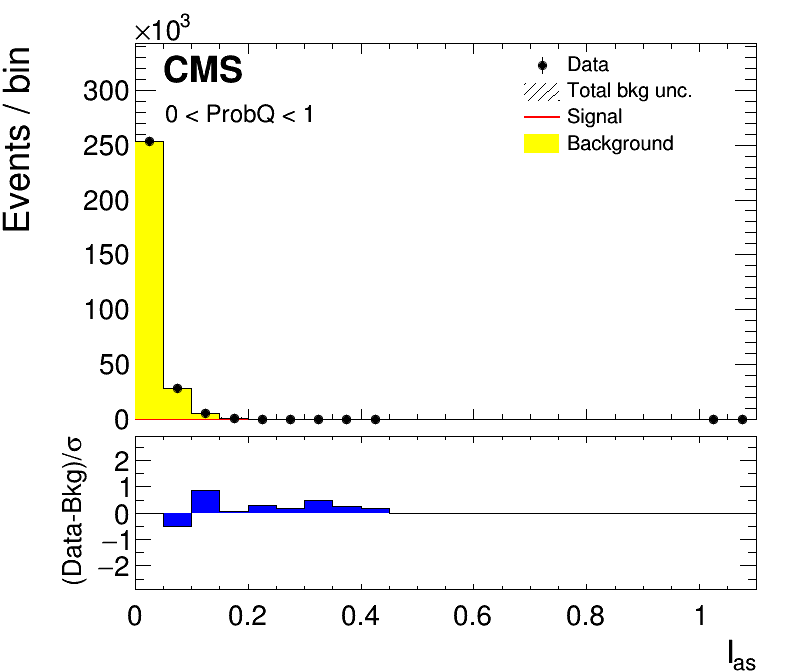 ×10³
Events / bin
CMS
0 < ProbQ < 1
Data
Total bkg unc.
Signal
Background
300
250
200
150
100
50
0
(Data-Bkg)/σ
2
1
0
−1
−2
0 0.2 0.4 0.6 0.8 1
I_as